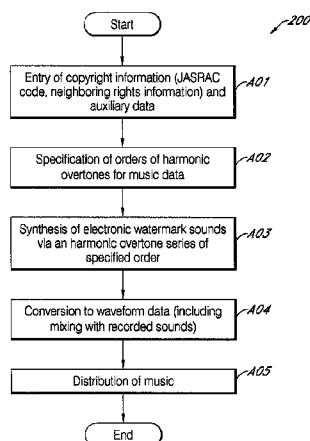 Start
200
Entry of copyright information (JASRAC
code, neighboring rights information) and
auxiliary data
A01
Specification of orders of harmonic
overtones for music data
A02
Synthesis of electronic watermark sounds
via an harmonic overtone series of
specified order
A03
Conversion to waveform data (including
mixing with recorded sounds)
A04
Distribution of music
A05
End